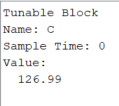 Tunable Block
Name: C
Sample Time: 0
Value:
126.99